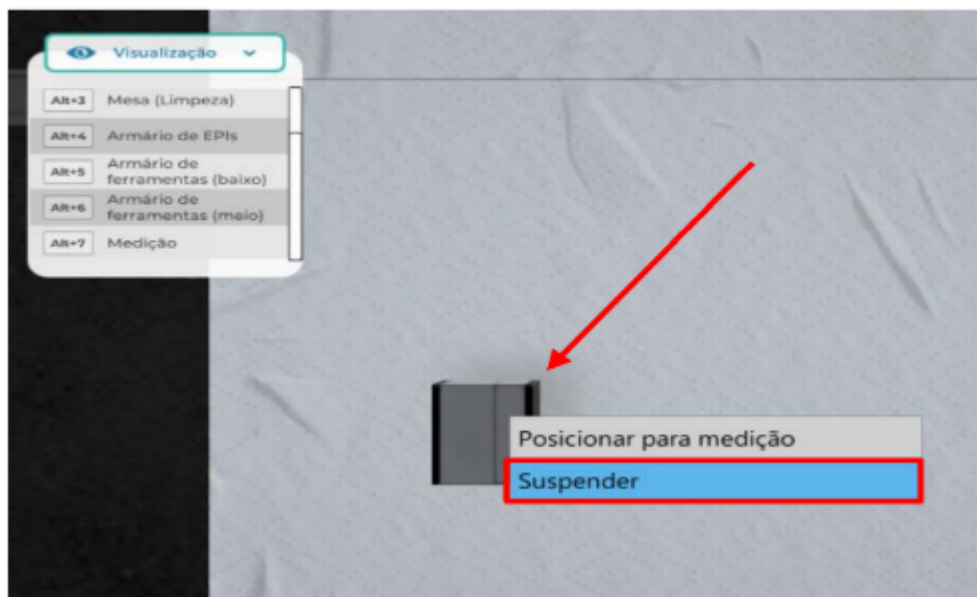 Visualização
Alt+3 Mesa (Limpeza)
Alt+4 Armário de EPIs
Alt+5 Armário de
ferramentas (baixo)
Alt+6 Armário de
ferramentas (meio)
Alt+7 Medição
Posicionar para medição
Suspender